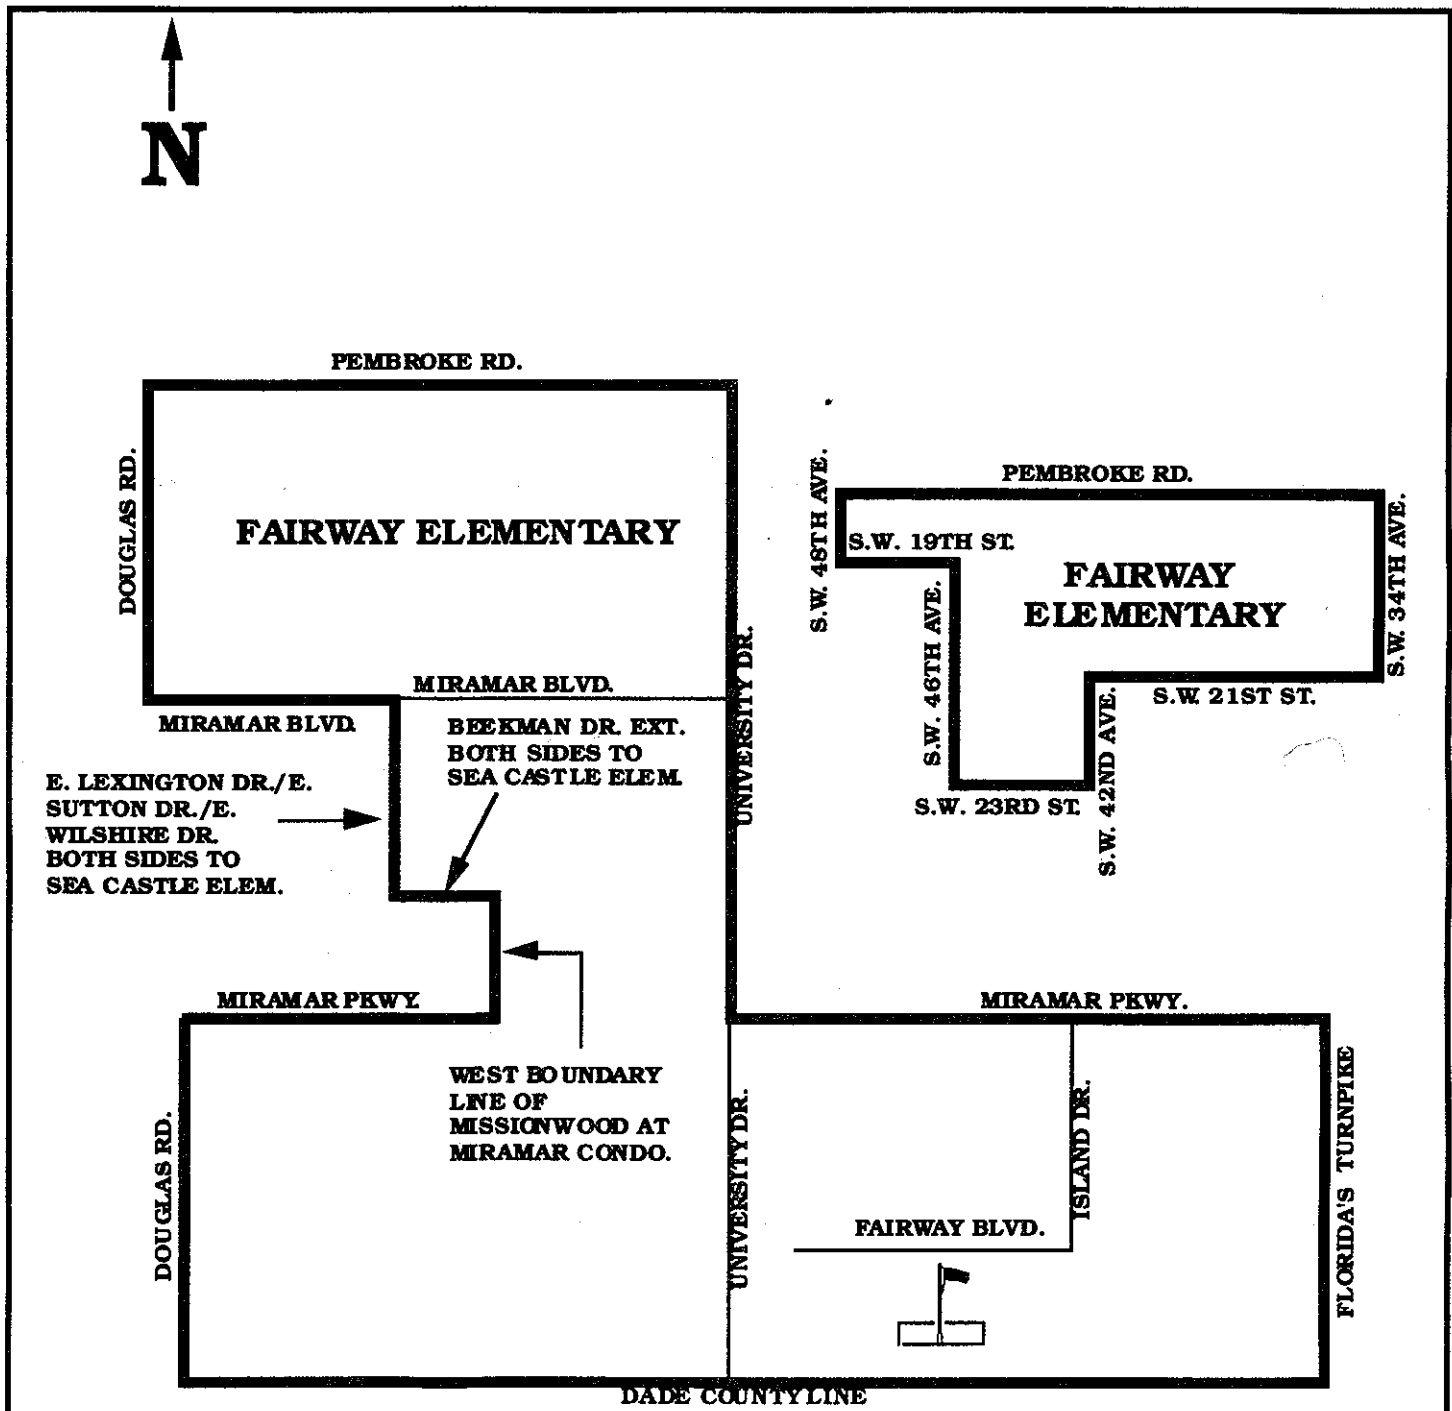 N
PEMBROKE RD.
DOUGLAS RD.
FAIRWAY ELEMENTARY
UNIVERSITY DR.
MIRAMAR BLVD.
MIRAMAR BLVD.
BEEKMAN DR. EXT.
BOTH SIDES TO
SEA CASTLE ELEM.
E. LEXINGTON DR./E.
SUTTON DR./E.
WILSHIRE DR.
BOTH SIDES TO
SEA CASTLE ELEM.
PEMBROKE RD.
S.W. 48TH AVE.
S.W. 19TH ST.
FAIRWAY
ELEMENTARY
S.W. 34TH AVE.
S.W. 46TH AVE.
S.W. 21ST ST.
S.W. 23RD ST.
S.W. 42ND AVE.
MIRAMAR PKWY.
MIRAMAR PKWY.
WEST BOUNDARY
LINE OF
MISSIONWOOD AT
MIRAMAR CONDO.
DOUGLAS RD.
UNIVERSITY DR.
ISLAND DR.
FAIRWAY BLVD.
FLORIDA'S TURNPIKE
DADE COUNTY LINE